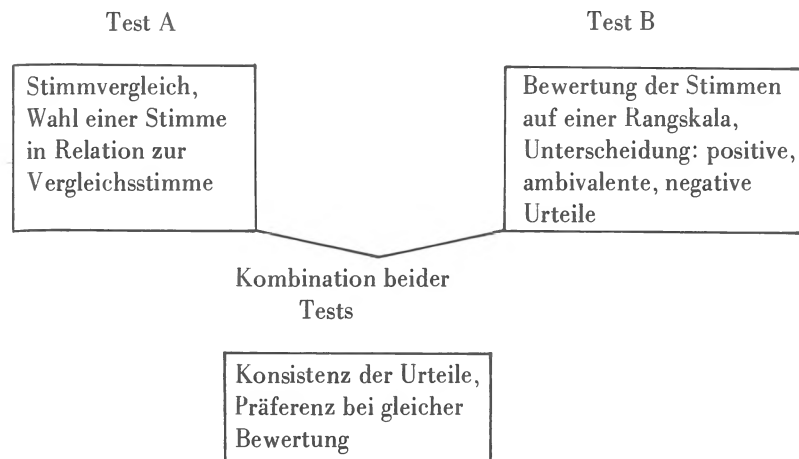 Test A
Test B
Stimmvergleich,
Wahl einer Stimme
in Relation zur
Vergleichsstimme
Bewertung der Stimmen
auf einer Rangskala,
Unterscheidung: positive,
ambivalente, negative
Urteile
Kombination beider
Tests
Konsistenz der Urteile,
Präferenz bei gleicher
Bewertung